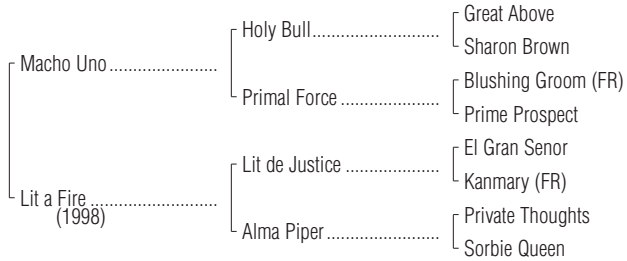 Great Above
Holy Bull....................
Sharon Brown
Macho Uno ......................
Blushing Groom (FR)
Primal Force .................
Prime Prospect
El Gran Senor
Lit de Justice .................
Kanmary (FR)
Lit a Fire .........................
(1998)
Private Thoughts
Alma Piper ....................
Sorbie Queen